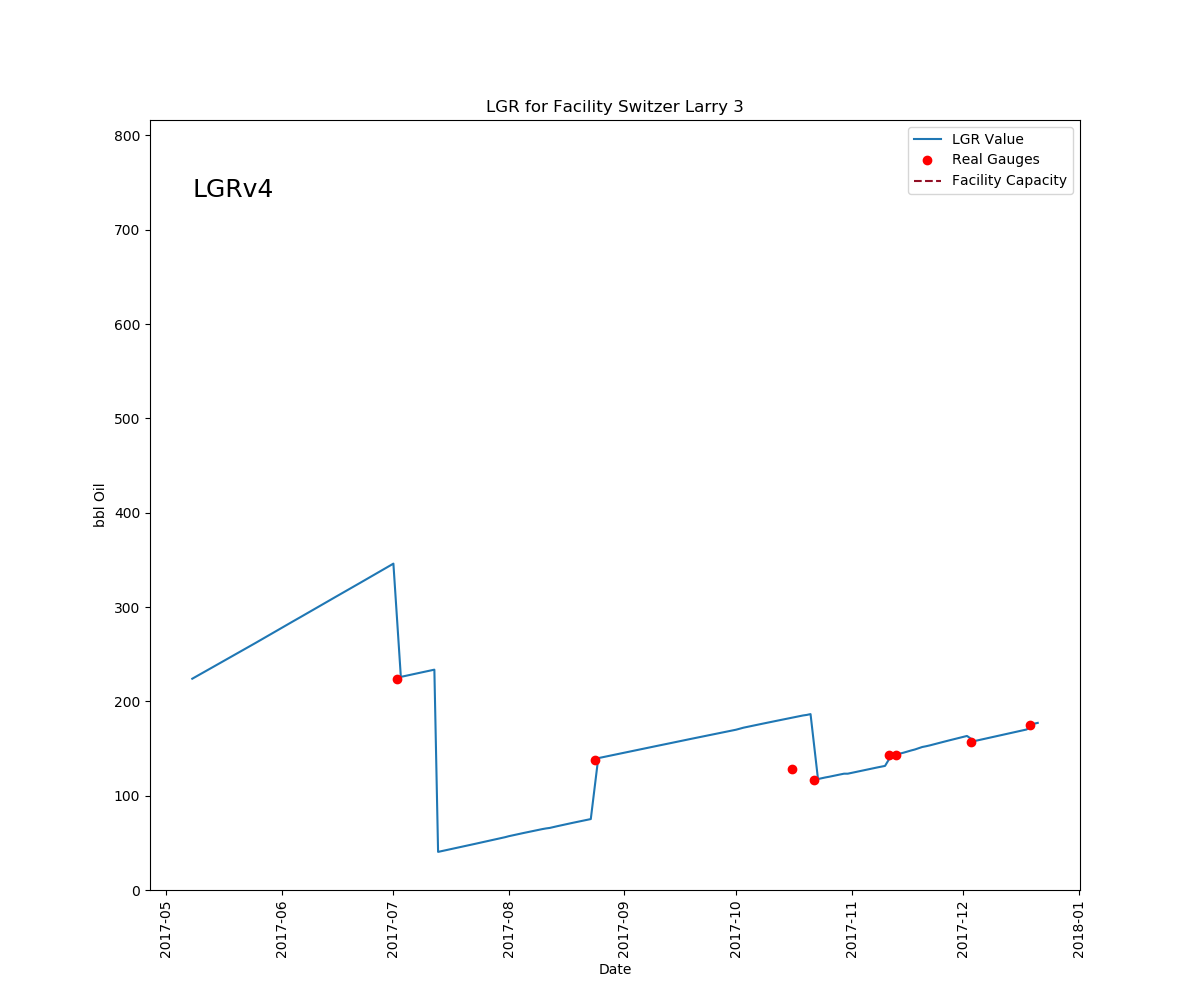 LGR for Facility Switzer Larry 3
LGRv4
LGR Value
Real Gauges
Facility Capacity
bbl Oil
800
700
600
500
400
300
200
100
0
2017-05
2017-06
2017-07
2017-08
2017-09
2017-10
2017-11
2017-12
2018-01
Date